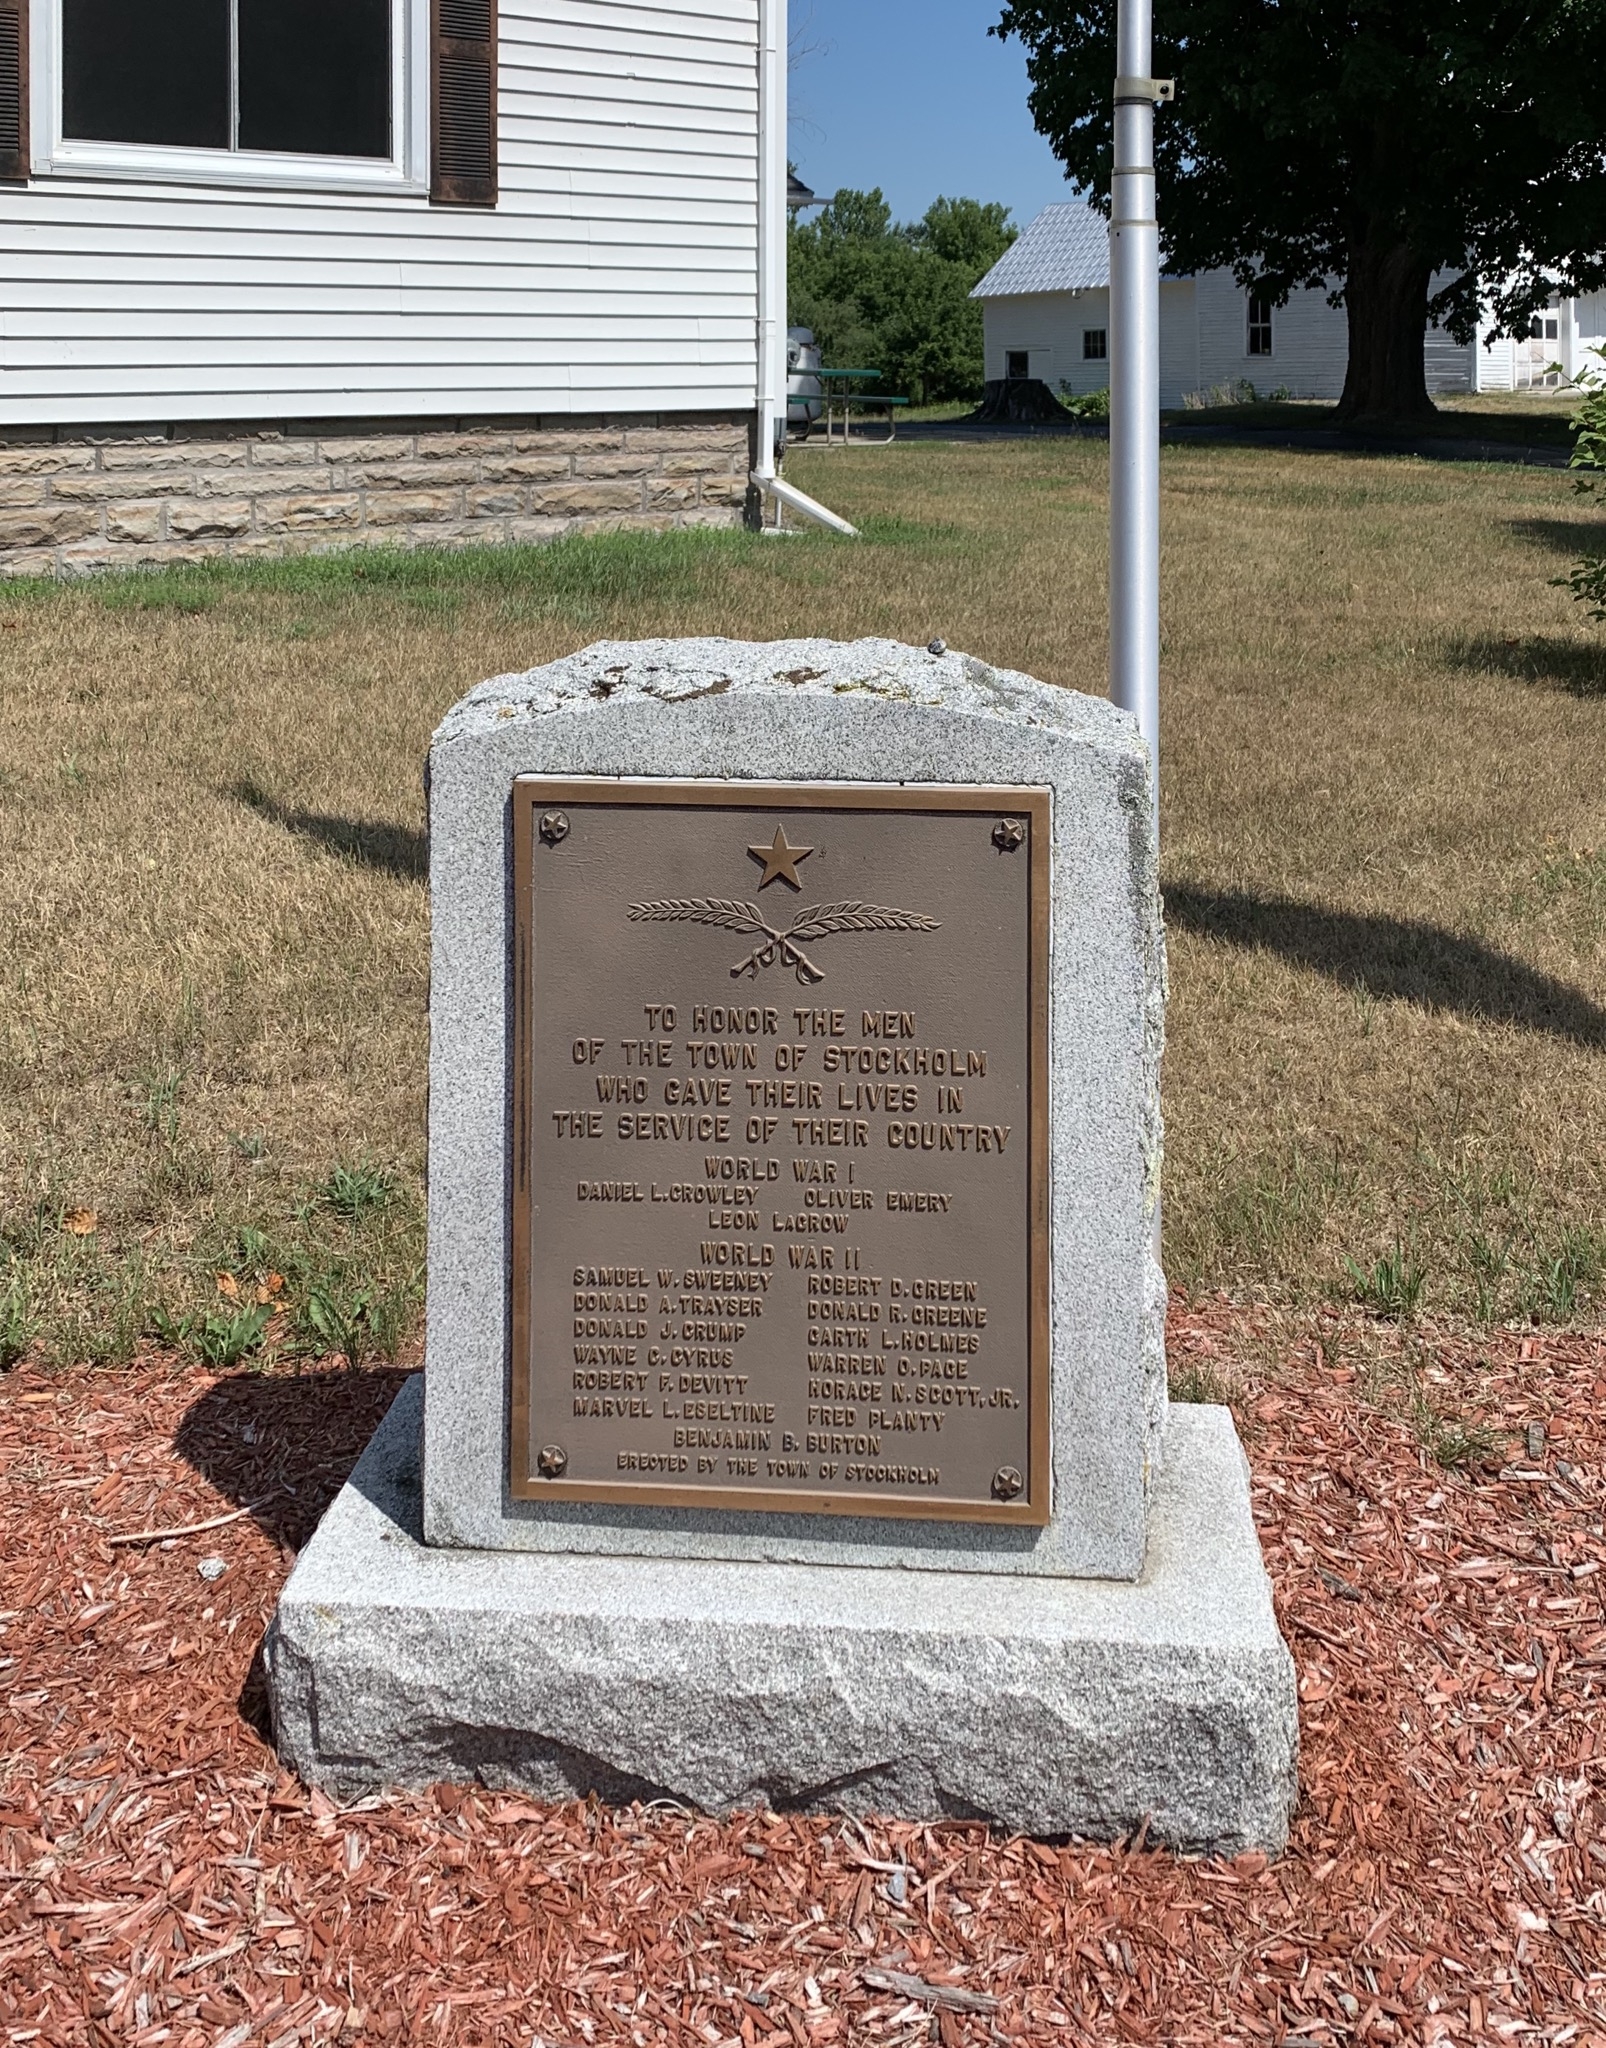 TO HONOR THE MEN
OF THE TOWN OF STOCKHOLM
WHO GAVE THEIR LIVES IN
THE SERVICE OF THEIR COUNTRY
WORLD WAR I
DANIEL L. CROWLEY OLIVER EMERY
LEON LaGROW
WORLD WAR II
SAMUEL W. SWEENEY ROBERT D. GREEN
DONALD A. TRAYSER DONALD R. GREENE
DONALD J. CRUMP GARTH L. HOLMES
WAYNE C. CYRUS WARREN O. PAGE
ROBERT F. DEVITT HORACE N. SCOTT, JR.
MARVEL L. ESELTINE FRED PLANTY
BENJAMIN B. BURTON
ERECTED BY THE TOWN OF STOCKHOLM